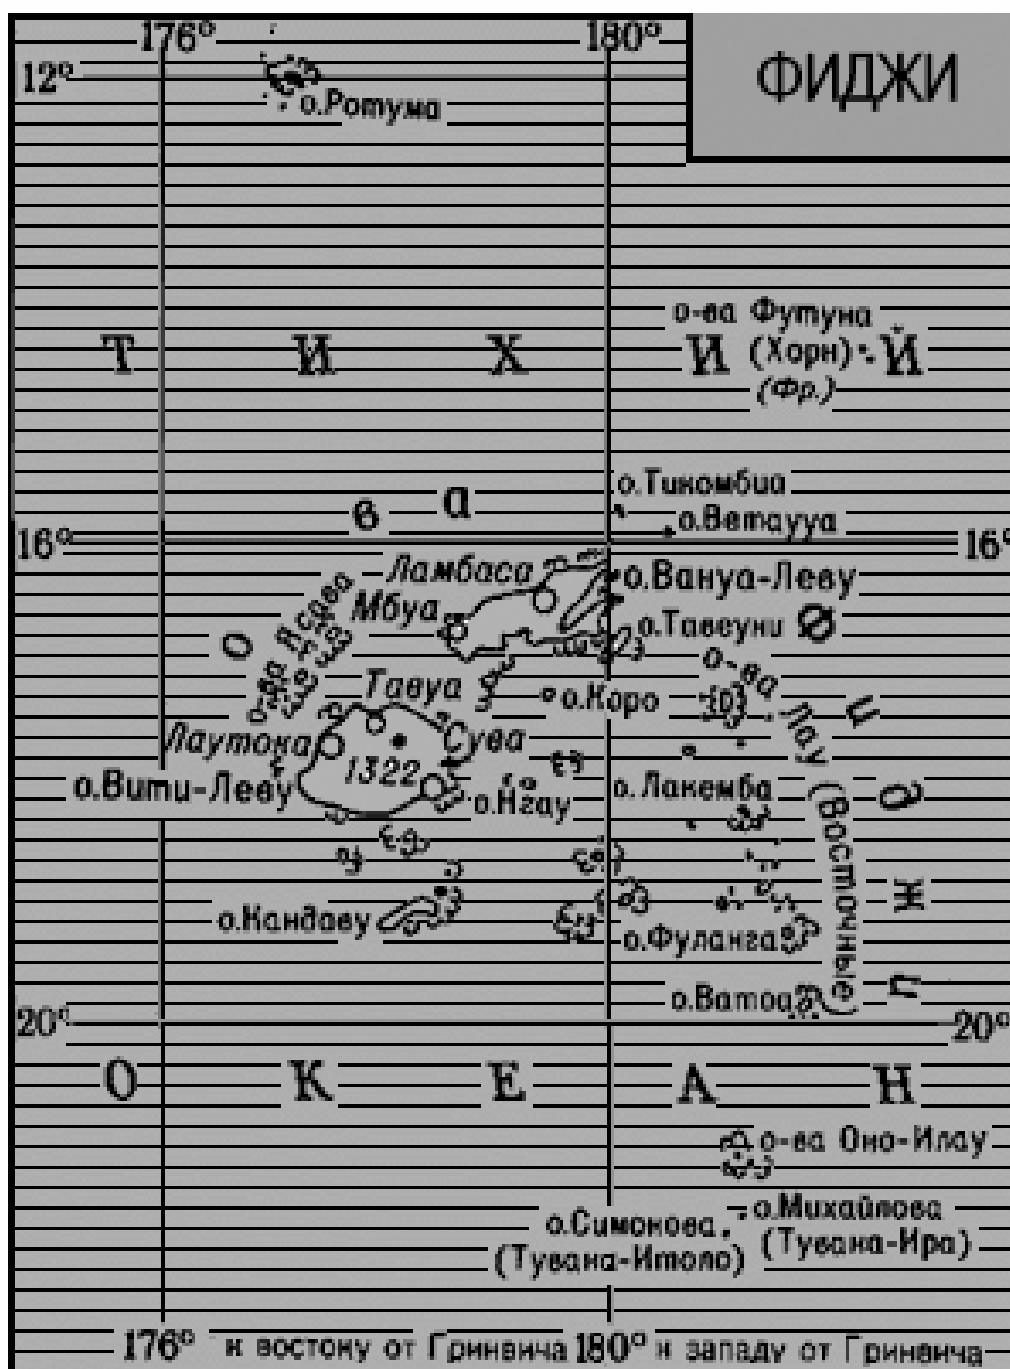 176° 180°
ФИДЖИ
12°
о.Ротума
о-ва Футуна
Т И Х И Й
(Хорн)
(Фр.)
о.Тикомбиа
о-ва Фиджи
о.Ветаууа
16° 16°
Ламбаса
о.Вануа-Леву
Мбуа
о.Тавеуни
о-ва Ясава
о-ва Лау (Восточные)
Тавуа
о.Коро
Лаутока
Сува
1322
о.Вити-Леву
о.Нгау
о.Лакемба
о.Кандаву
о.Фуланга
о.Ватоа
20° 20°
О К Е А Н
о-ва Оно-Илау
о.Михайлова
о.Симонова
(Тувана-Ира)
(Тувана-Итоло)
176° к востоку от Гринвича 180° к западу от Гринвича